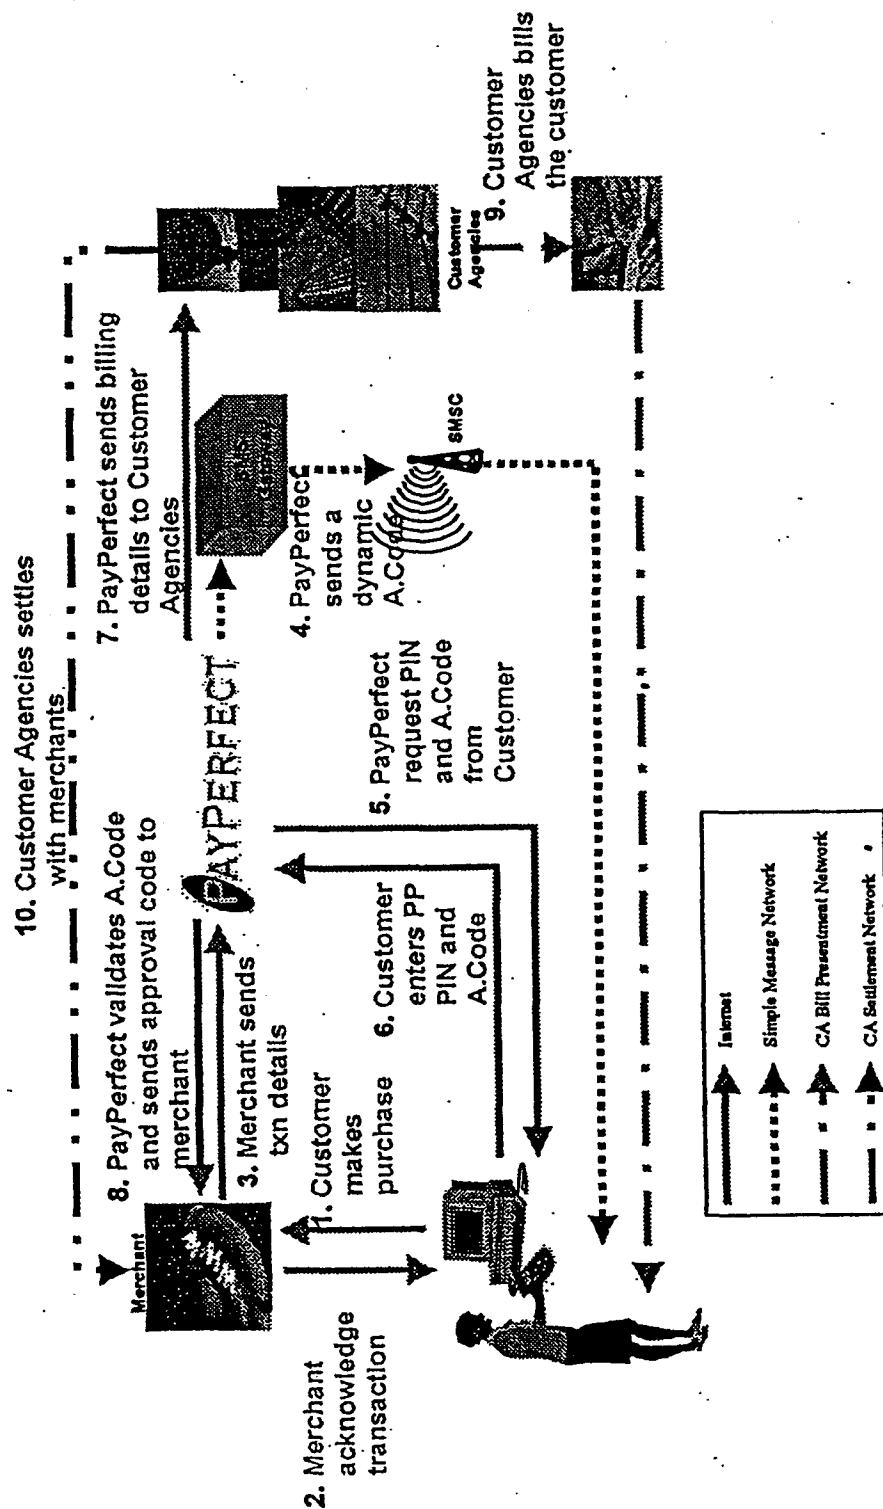 10. Customer Agencies settles
with merchants
8. PayPerfect validates A.Code
and sends approval code to
merchant
7. PayPerfect sends billing
details to Customer
Agencies
Merchant
PAYPERFECT
3. Merchant sends
txn details
4. PayPerfect
sends a
dynamic
A.Code
SMSC
Customer
Agencies
1. Customer
makes
purchase
2. Merchant
acknowledge
transaction
6. Customer
enters PP
PIN and
A.Code
5. PayPerfect
request PIN
and A.Code
from
Customer
9. Customer
Agencies bills
the customer
Internet
Simple Message Network
CA Bill Presentment Network
CA Settlement Network